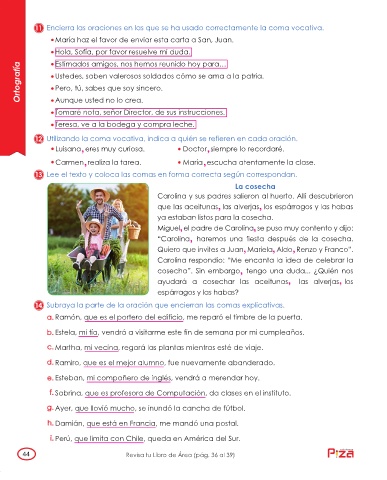 11 Encierra las oraciones en las que se ha usado correctamente la coma vocativa.
• María haz el favor de enviar esta carta a San, Juan.
• Hola, Sofía, por favor resuelve mi duda.
• Estimados amigos, nos hemos reunido hoy para…
• Ustedes, saben valerosos soldados cómo se ama a la patria.
• Pero, tú, sabes que soy sincero.
• Aunque usted no lo crea.
• Tomaré nota, señor Director, de sus instrucciones.
• Teresa, ve a la bodega y compra leche.
Ortografía
12 Utilizando la coma vocativa, indica a quién se refieren en cada oración.
• Luisana, eres muy curiosa.
• Doctor, siempre lo recordaré.
• Carmen, realiza la tarea.
• María, escucha atentamente la clase.
13 Lee el texto y coloca las comas en forma correcta según correspondan.
La cosecha
Carolina y sus padres salieron al huerto. Allí descubrieron
que las aceitunas, las alverjas, los espárragos y las habas
ya estaban listos para la cosecha.
Miguel, el padre de Carolina, se puso muy contento y dijo:
“Carolina, haremos una fiesta después de la cosecha.
Quiero que invites a Juan, Mariela, Aldo, Renzo y Franco”.
Carolina respondió: “Me encanta la idea de celebrar la
cosecha”. Sin embargo, tengo una duda... ¿Quién nos
ayudará a cosechar las aceitunas, las alverjas, los
espárragos y las habas?
14 Subraya la parte de la oración que encierran las comas explicativas.
a. Ramón, que es el portero del edificio, me reparó el timbre de la puerta.
b. Estela, mi tía, vendrá a visitarme este fin de semana por mi cumpleaños.
c. Martha, mi vecina, regará las plantas mientras esté de viaje.
d. Ramiro, que es el mejor alumno, fue nuevamente abanderado.
e. Esteban, mi compañero de inglés, vendrá a merendar hoy.
f. Sabrina, que es profesora de Computación, da clases en el instituto.
g. Ayer, que llovió mucho, se inundó la cancha de fútbol.
h. Damián, que está en Francia, me mandó una postal.
i. Perú, que limita con Chile, queda en América del Sur.
44
Revisa tu Libro de Área (pág. 36 al 39)
Piza